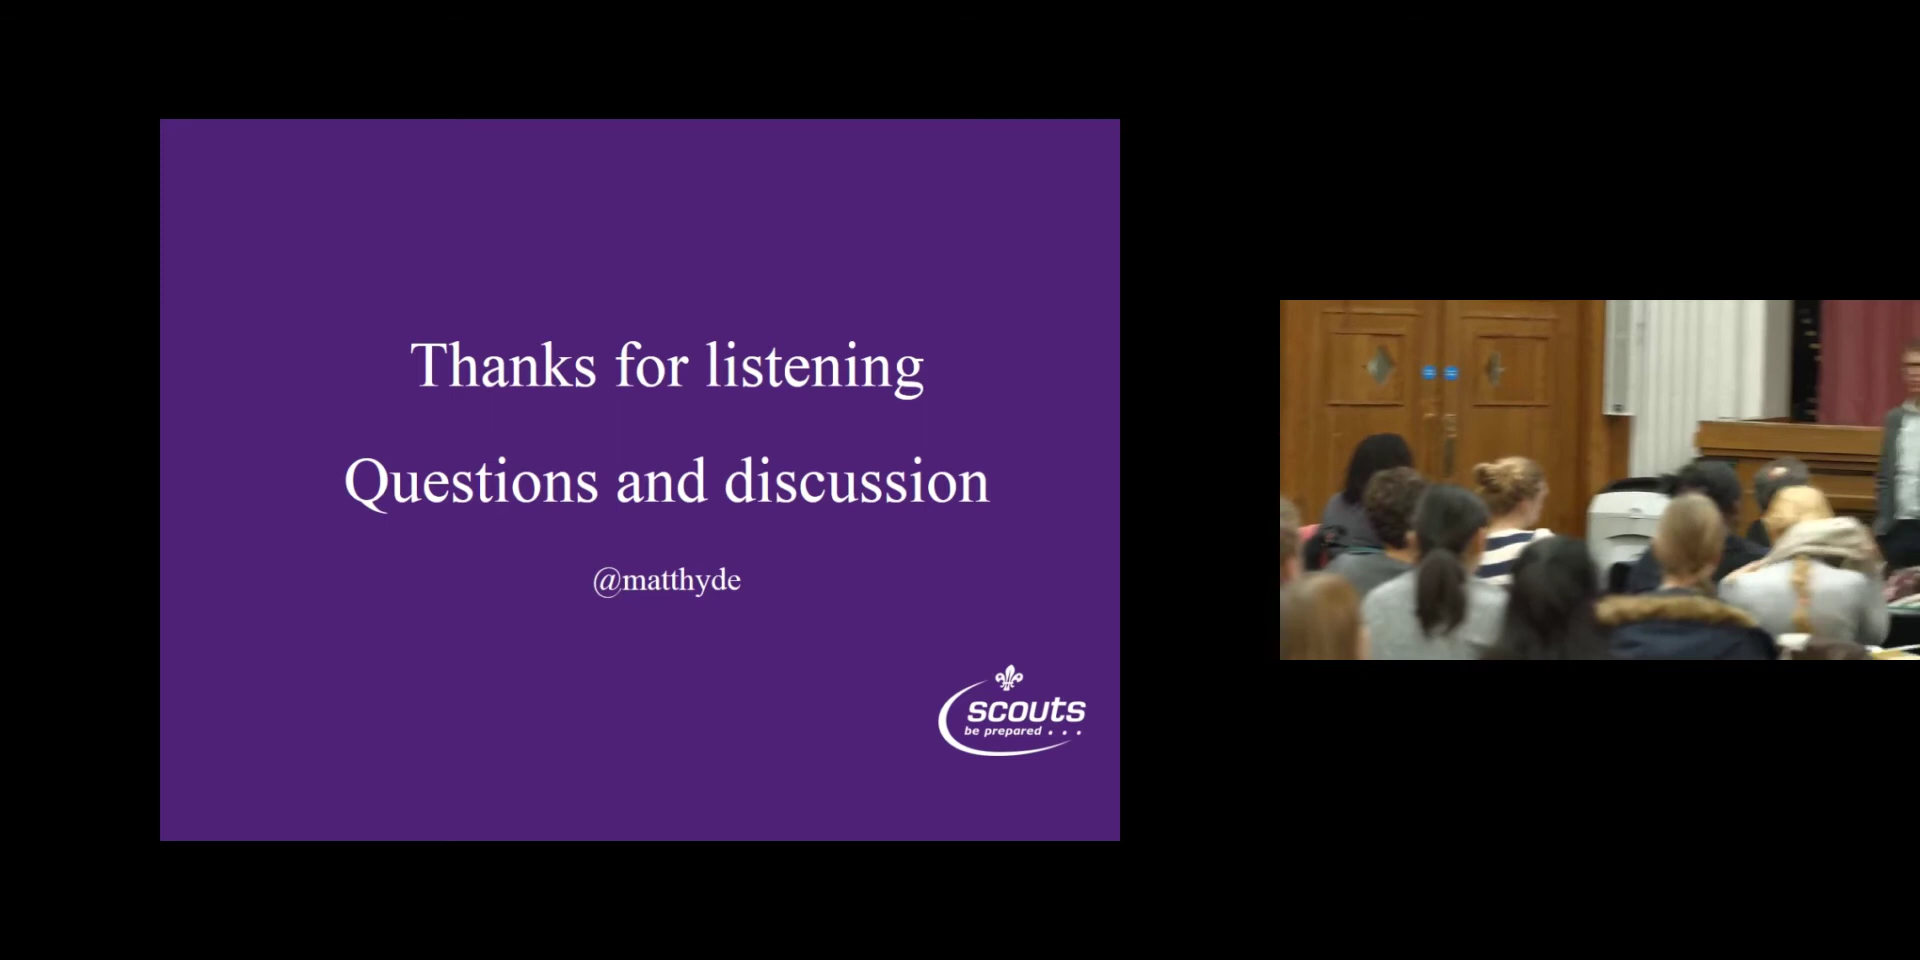 Thanks for listening
Questions and discussion
@matthyde
scouts
be prepared . . .